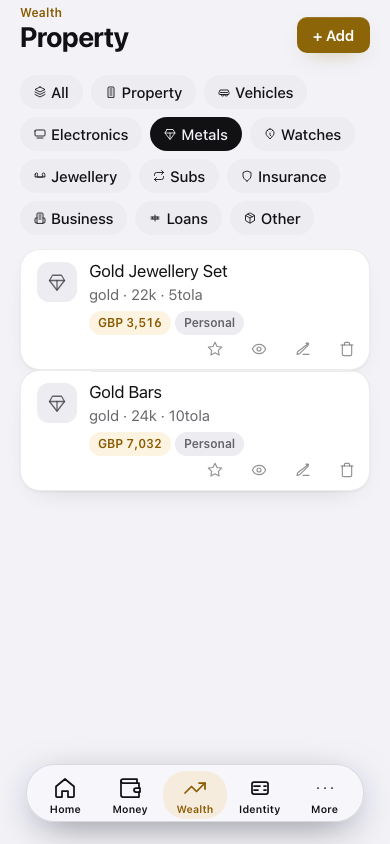 Wealth
Property
+ Add
All
Property
Vehicles
Electronics
Metals
Watches
Jewellery
Subs
Insurance
Business
Loans
Other
Gold Jewellery Set
gold · 22k · 5tola
GBP 3,516 Personal
Gold Bars
gold · 24k · 10tola
GBP 7,032 Personal
Home
Money
Wealth
Identity
More